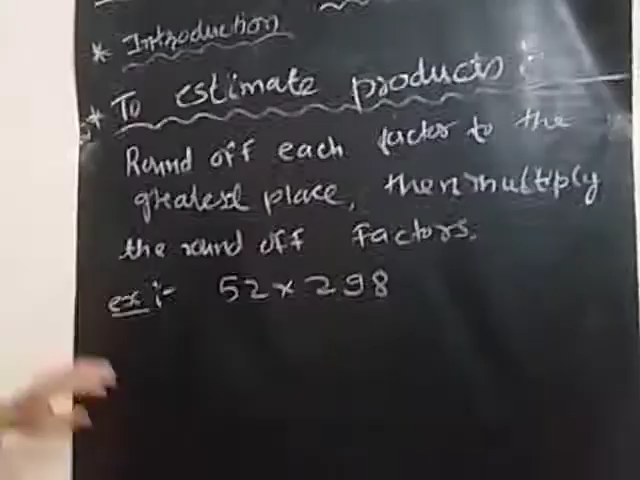 * Introduction
* To estimate products :-
Round off each factor to the
greatest place, then multiply
the round off factors.
ex :- 52 x 298